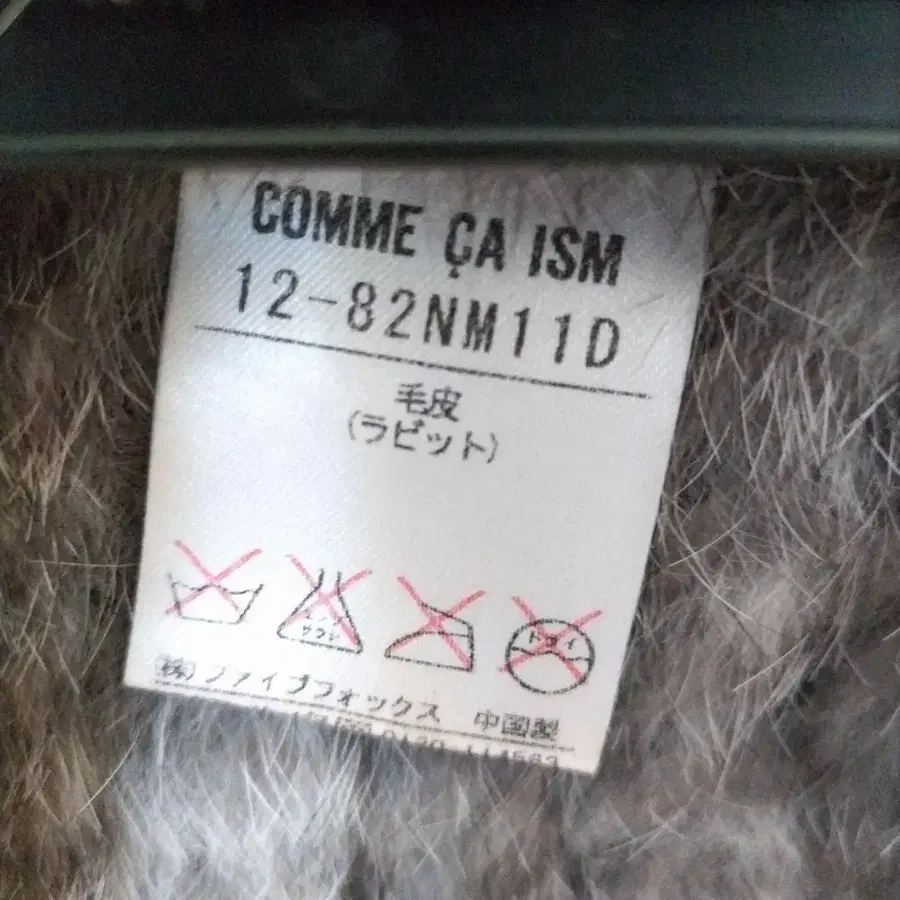 COMME ÇA ISM
12-82NM11D
毛皮
(ラビット)
ドライ
(株)ファイブフォックス 中国製